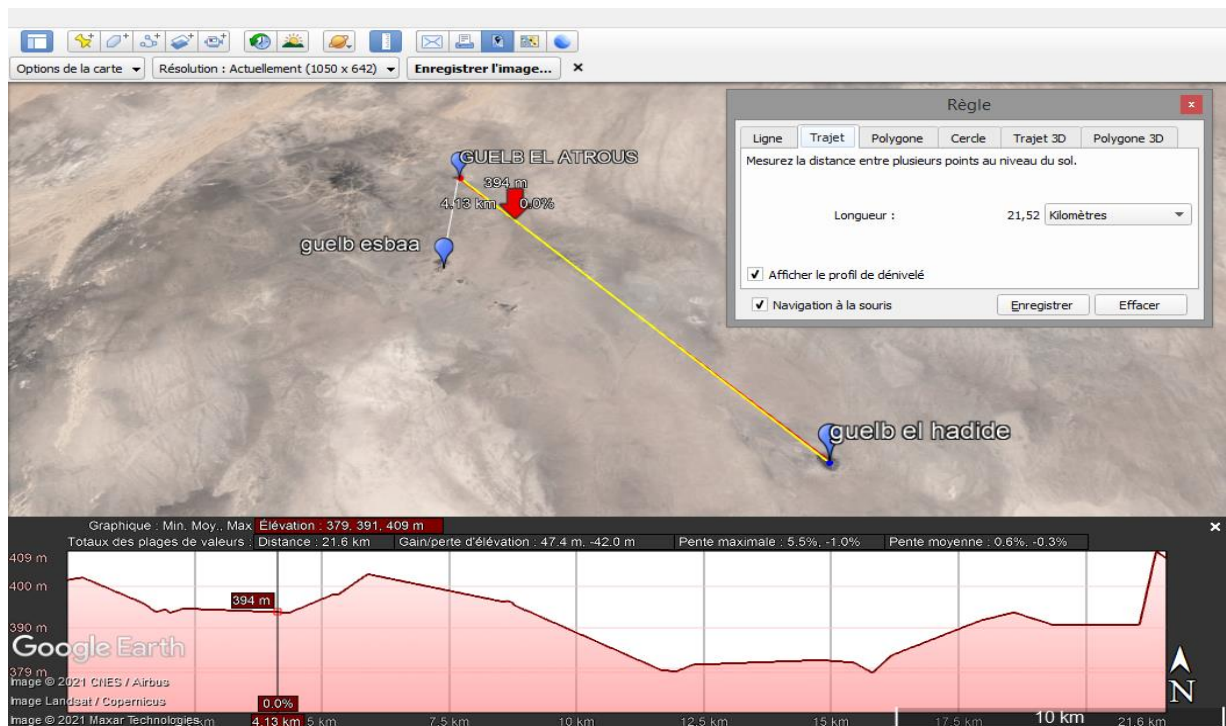 Options de la carte
Résolution : Actuellement (1050 x 642)
Enregistrer l'image...
Règle
Ligne
Trajet
Polygone
Cercle
Trajet 3D
Polygone 3D
Mesurez la distance entre plusieurs points au niveau du sol.
Longueur :
21,52
Kilomètres
Afficher le profil de dénivelé
Navigation à la souris
Enregistrer
Effacer
GUELB EL ATROUS
394 m
4.13 km
0.0%
guelb esbaa
guelb el hadide
Graphique : Min. Moy., Max Élévation : 379, 391, 409 m
Totaux des plages de valeurs : Distance : 21.6 km Gain/perte d'élévation : 47.4 m, -42.0 m Pente maximale : 5.5%, -1.0% Pente moyenne : 0.6%, -0.3%
409 m
400 m
394 m
390 m
Google Earth
379 m
Image © 2021 CNES / Airbus
Image Landsat / Copernicus
0.0%
N
Image © 2021 Maxar Technologies
4.13 km
5 km
7.5 km
10 km
12.5 km
15 km
17.5 km
10 km
21.6 km